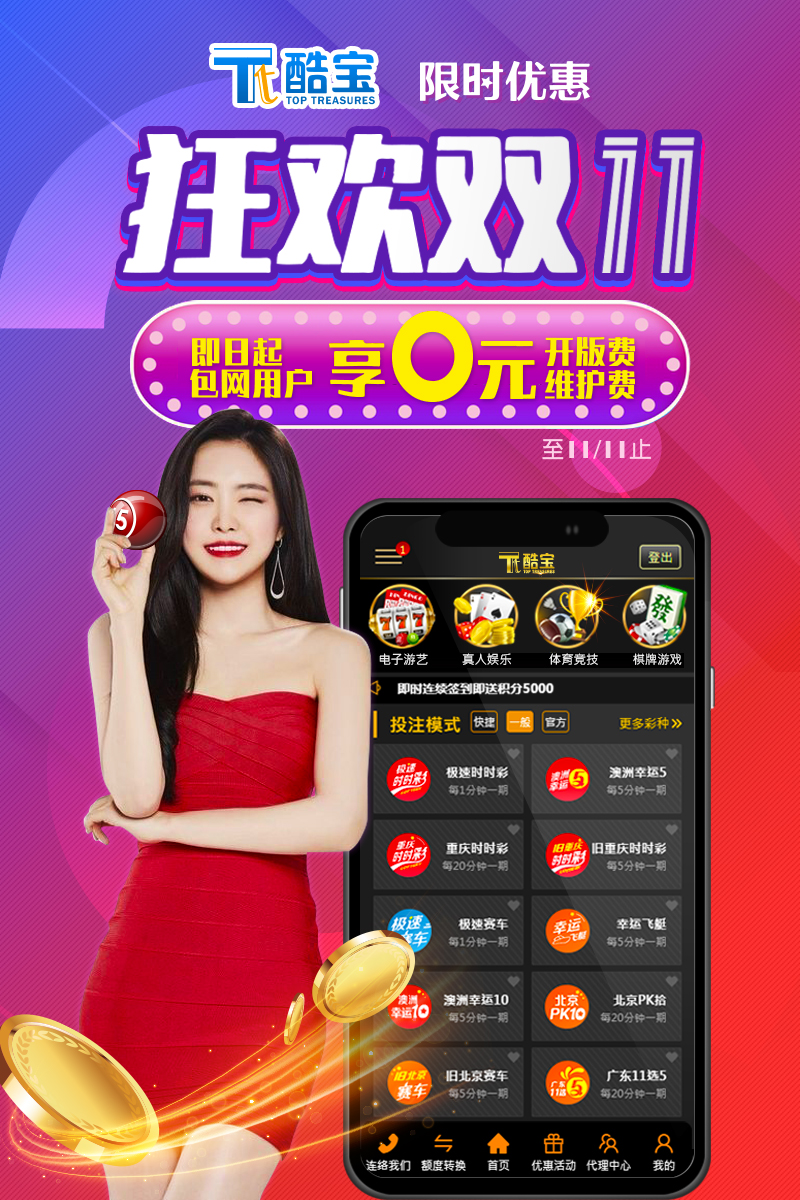 Tt酷宝
TOP TREASURES
限时优惠
狂欢双11
即日起
包网用户
享0元
开版费
维护费
至11/11止
5
1
Tt酷宝
TOP TREASURES
登出
電子游艺
真人娱乐
体育竞技
棋牌游戏
即时连续签到即送积分5000
投注模式
快捷
一般
官方
更多彩种»
极速
时时彩
极速时时彩
每1分钟一期
澳洲
幸运5
澳洲幸运5
每5分钟一期
重庆
时时彩
重庆时时彩
每20分钟一期
旧重庆
时时彩
旧重庆时时彩
每5分钟一期
极速
赛车
极速赛车
每1分钟一期
幸运
飞艇
幸运飞艇
每5分钟一期
澳洲
幸运10
澳洲幸运10
每5分钟一期
北京
PK10
北京PK拾
每20分钟一期
旧北京
赛车
旧北京赛车
每5分钟一期
广东
11选5
广东11选5
每20分钟一期
连络我们
额度转换
首页
优惠活动
代理中心
我的